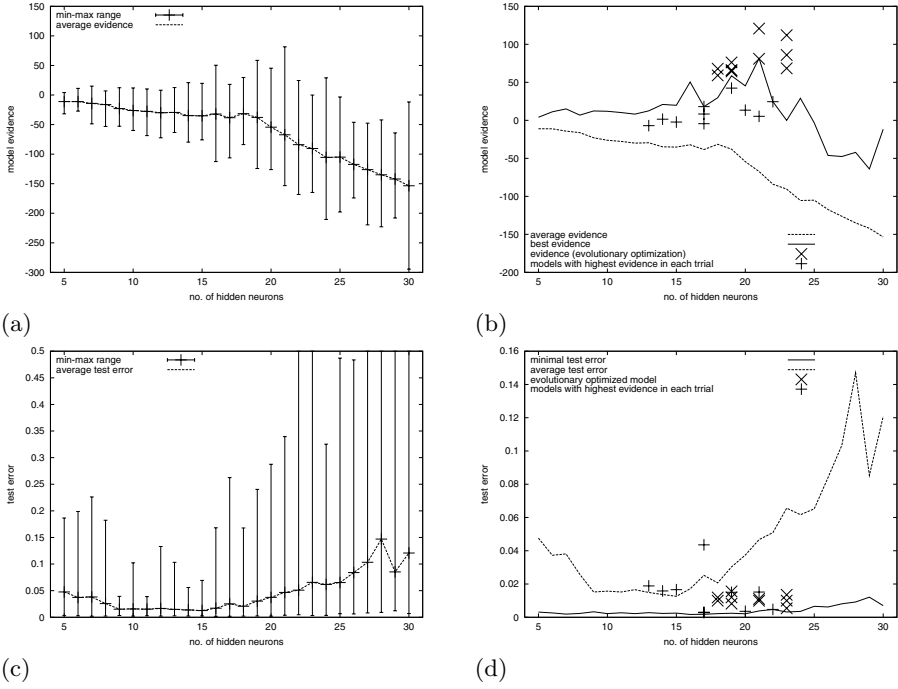 150
100
50
0
-50
-100
-150
-200
-250
-300
model evidence
min-max range
average evidence
5
10
15
20
25
30
no. of hidden neurons
(a)
150
100
50
0
-50
-100
-150
-200
model evidence
average evidence
best evidence
evidence (evolutionary optimization)
models with highest evidence in each trrial
5
10
15
20
25
30
no. of hidden neurons
(b)
0.5
0.45
0.4
0.35
0.3
0.25
0.2
0.15
0.1
0.05
0
test error
min-max range
average test error
5
10
15
20
25
30
no. of hidden neurons
(c)
0.16
0.14
0.12
0.1
0.08
0.06
0.04
0.02
0
test error
minimal test error
average test error
evolutionary optimized model
models with highest evidence in each trrial
5
10
15
20
25
30
no. of hidden neurons
(d)